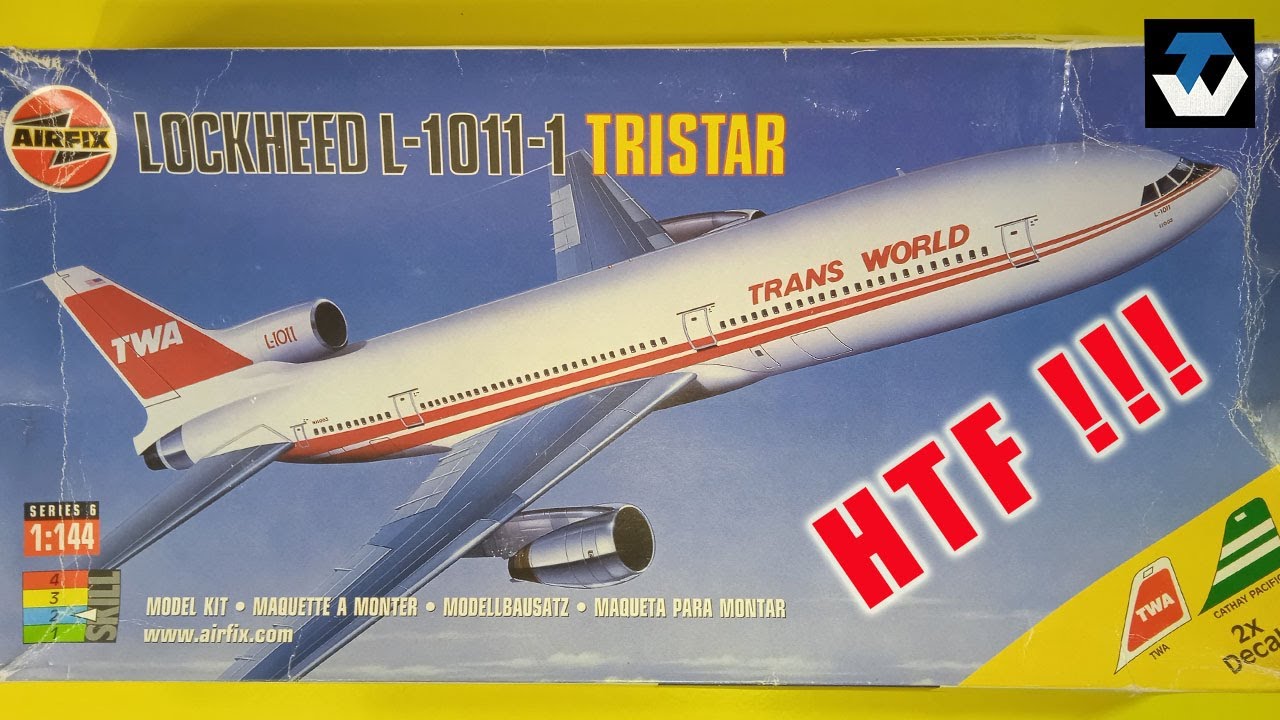 AIRFIX
LOCKHEED L-1011-1 TRISTAR
TW
L-1011
TRANS WORLD
TWA
L-1011
HTF !!!
SERIES 6
1:144
4
3
2
1
SKILL
MODEL KIT • MAQUETTE A MONTER • MODELLBAUSATZ • MAQUETA PARA MONTAR
www.airfix.com
TWA
TWA
CATHAY PACIFIC
2x
Decal